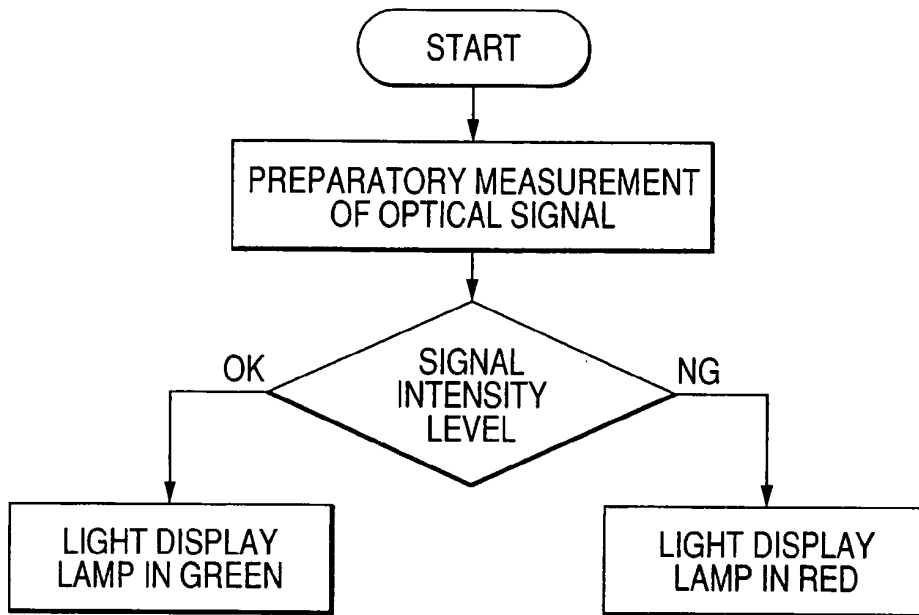 START
PREPARATORY MEASUREMENT
OF OPTICAL SIGNAL
SIGNAL
INTENSITY
LEVEL
OK
NG
LIGHT DISPLAY
LAMP IN GREEN
LIGHT DISPLAY
LAMP IN RED